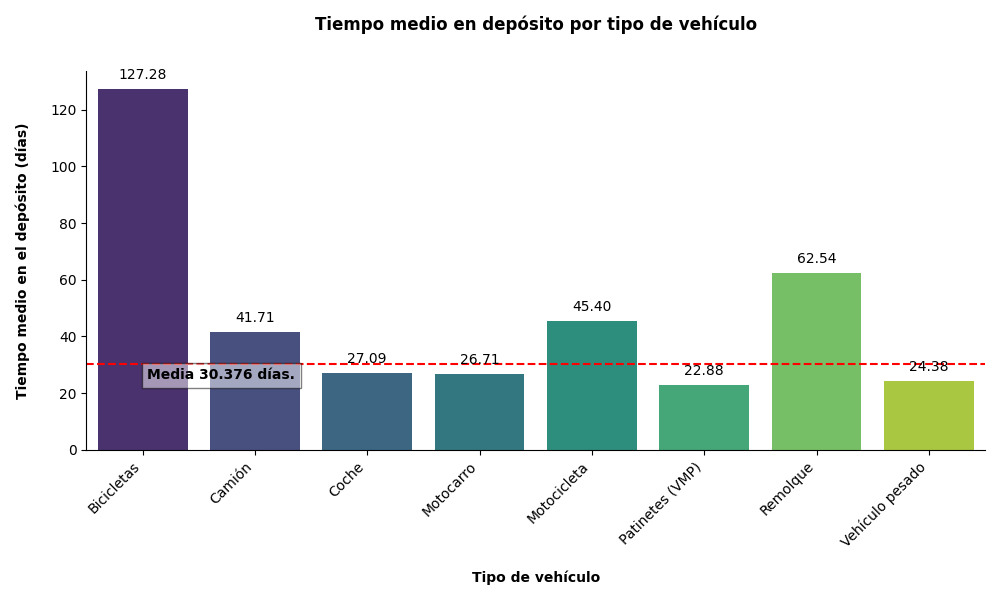 Tiempo medio en depósito por tipo de vehículo
Tiempo medio en el depósito (días)
120
100
80
60
40
20
0
127.28
41.71
27.09
26.71
45.40
22.88
62.54
24.38
Media 30.376 días.
Bicicletas
Camión
Coche
Motocarro
Motocicleta
Patinetes (VMP)
Remolque
Vehículo pesado
Tipo de vehículo